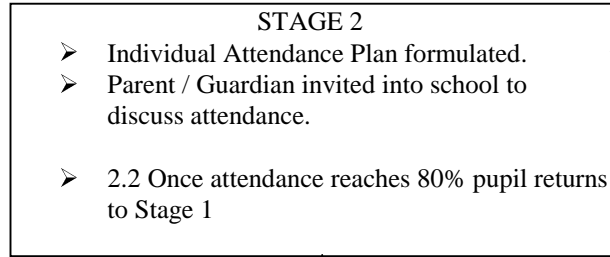 STAGE 2
➢ Individual Attendance Plan formulated.
➢ Parent / Guardian invited into school to
discuss attendance.
➢ 2.2 Once attendance reaches 80% pupil returns
to Stage 1